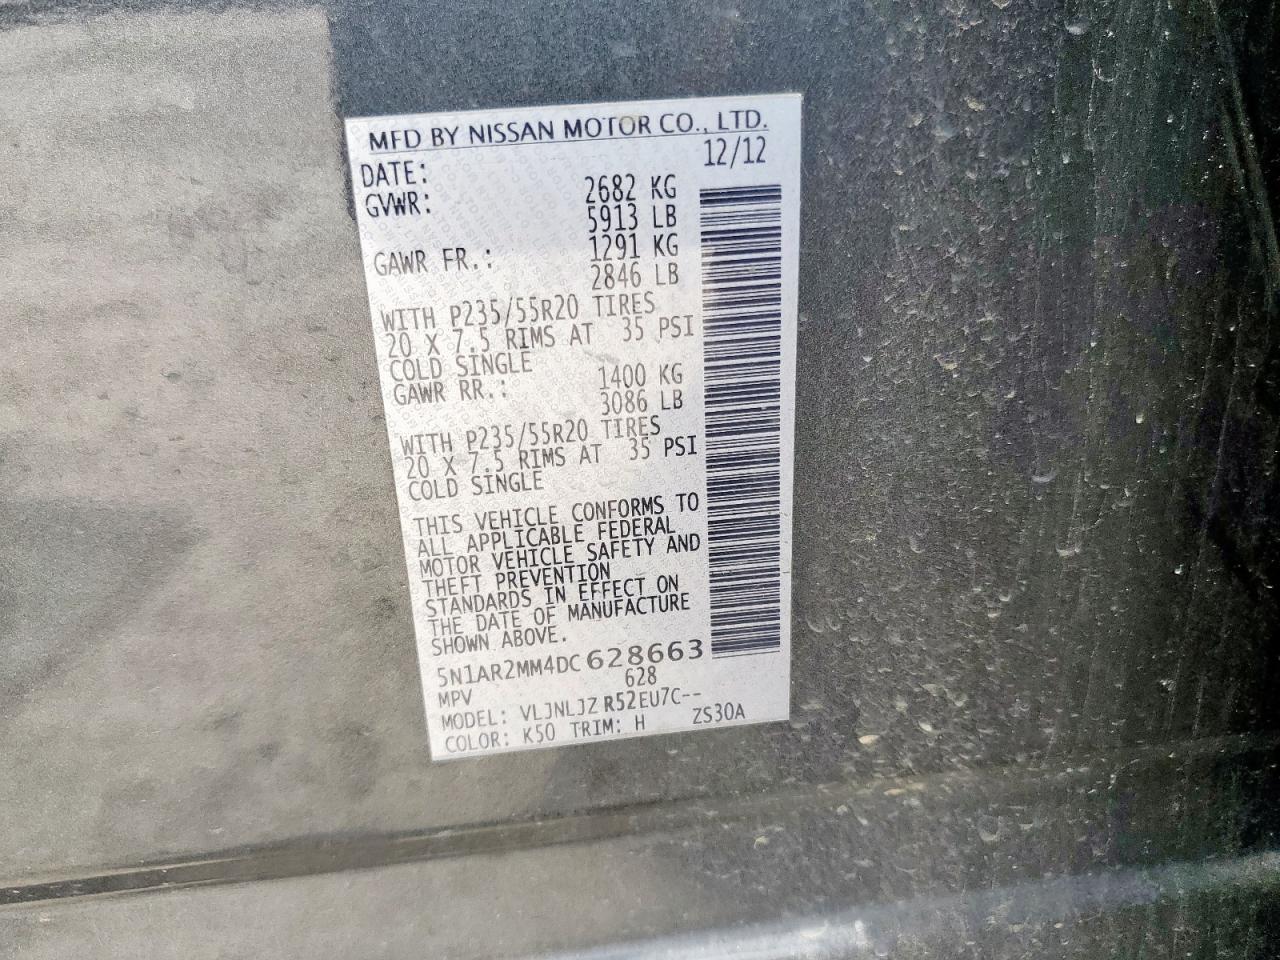 MFD BY NISSAN MOTOR CO., LTD.
DATE: 12/12
GVWR: 2682 KG
5913 LB
GAWR FR.: 1291 KG
2846 LB
WITH P235/55R20 TIRES
20 X 7.5 RIMS AT 35 PSI
COLD SINGLE
GAWR RR.: 1400 KG
3086 LB
WITH P235/55R20 TIRES
20 X 7.5 RIMS AT 35 PSI
COLD SINGLE
THIS VEHICLE CONFORMS TO
ALL APPLICABLE FEDERAL
MOTOR VEHICLE SAFETY AND
THEFT PREVENTION
STANDARDS IN EFFECT ON
THE DATE OF MANUFACTURE
SHOWN ABOVE.
5N1AR2MM4DC628663
MPV 628
MODEL: VLJNLJZ R52EU7C--
COLOR: K50 TRIM: H ZS30A